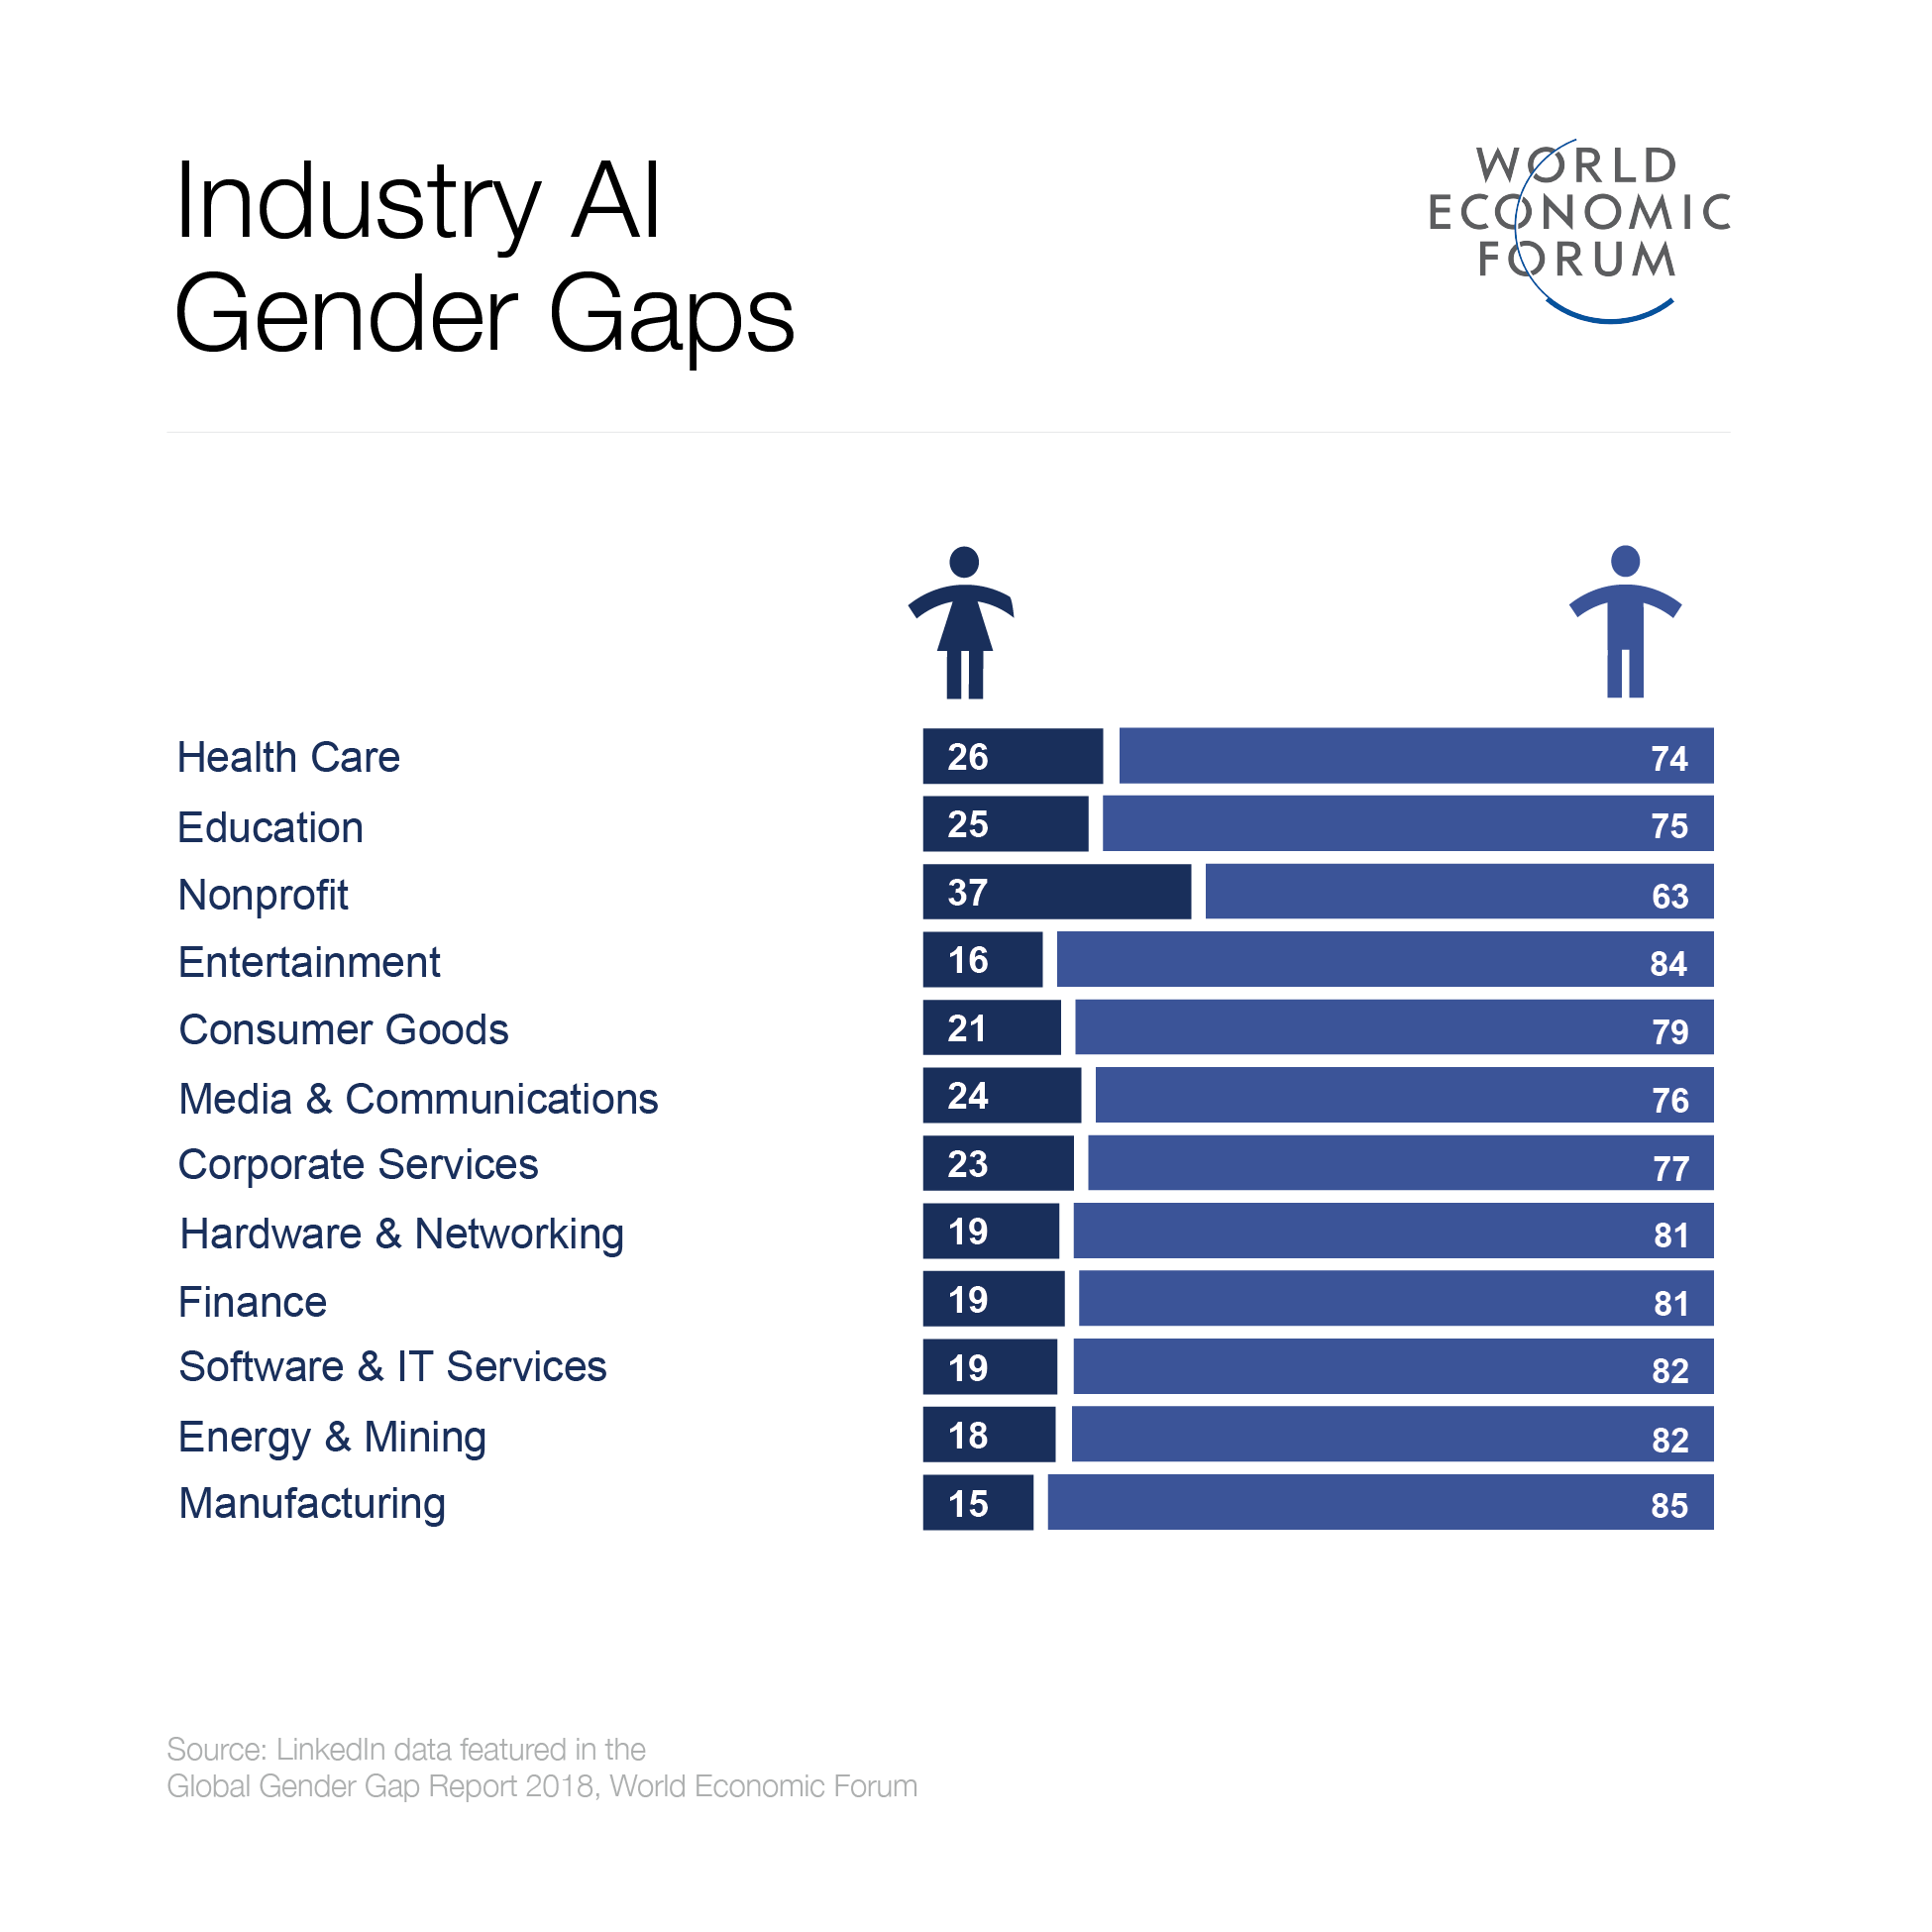 Industry AI
Gender Gaps
WORLD
ECONOMIC
FORUM
Health Care 26 74
Education 25 75
Nonprofit 37 63
Entertainment 16 84
Consumer Goods 21 79
Media & Communications 24 76
Corporate Services 23 77
Hardware & Networking 19 81
Finance 19 81
Software & IT Services 19 82
Energy & Mining 18 82
Manufacturing 15 85
Source: LinkedIn data featured in the
Global Gender Gap Report 2018, World Economic Forum